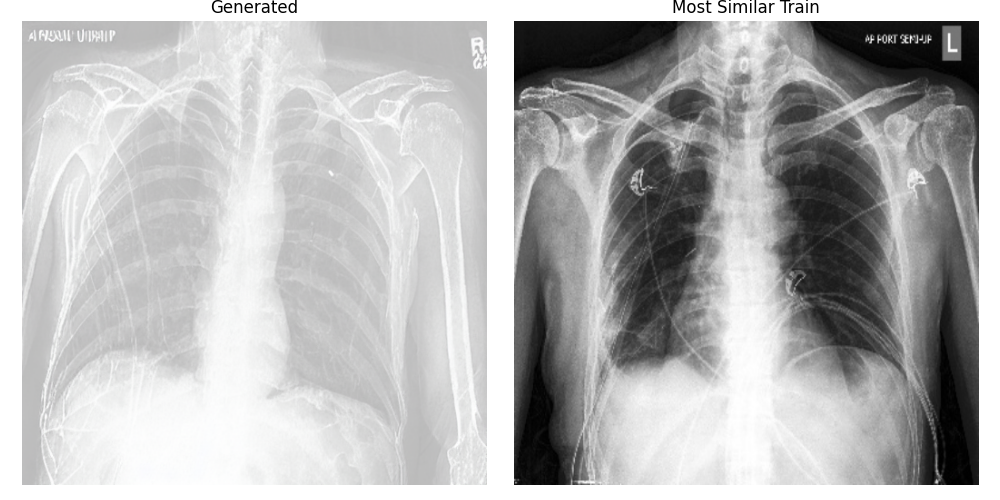 Generated
Most Similar Train
AP PORT SEMI-UP
L
R